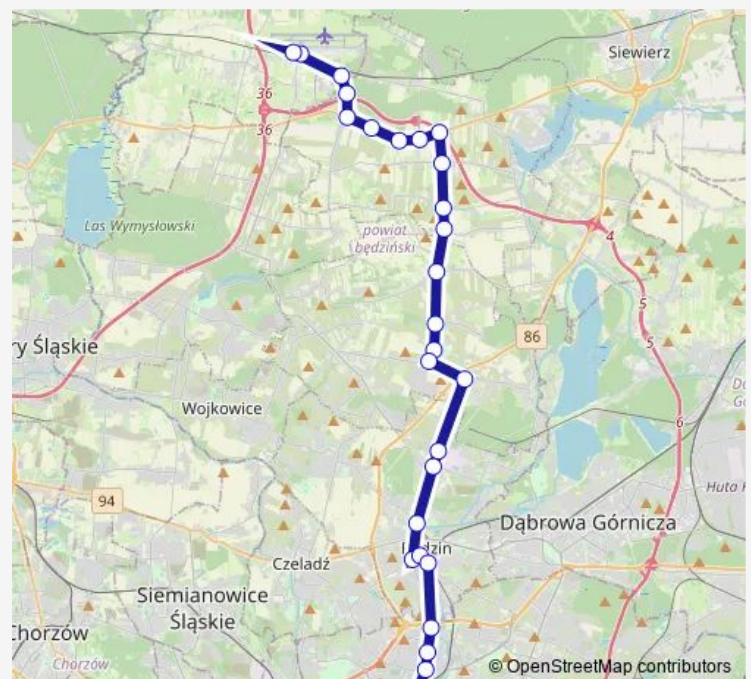 Siewierz
36
36
Las Wymysłowski
powiat
będziński
4
5
5
86
ry Śląskie
Wojkowice
6
94
Huta
Dąbrowa Górnicza
Czeladź
Siemianowice
Śląskie
Chorzów
Chorzów
© OpenStreetMap contributors